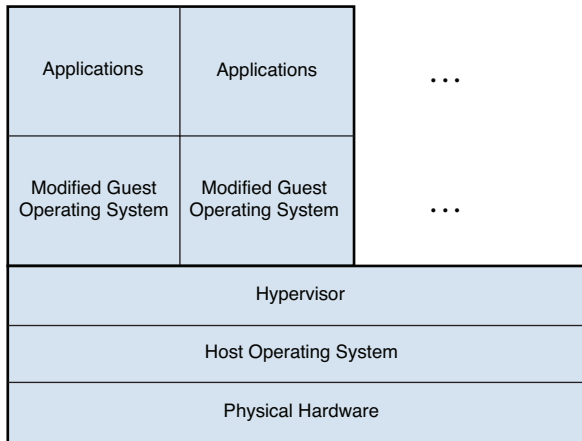 Applications
Applications
...
Modified Guest
Operating System
Modified Guest
Operating System
...
Hypervisor
Host Operating System
Physical Hardware